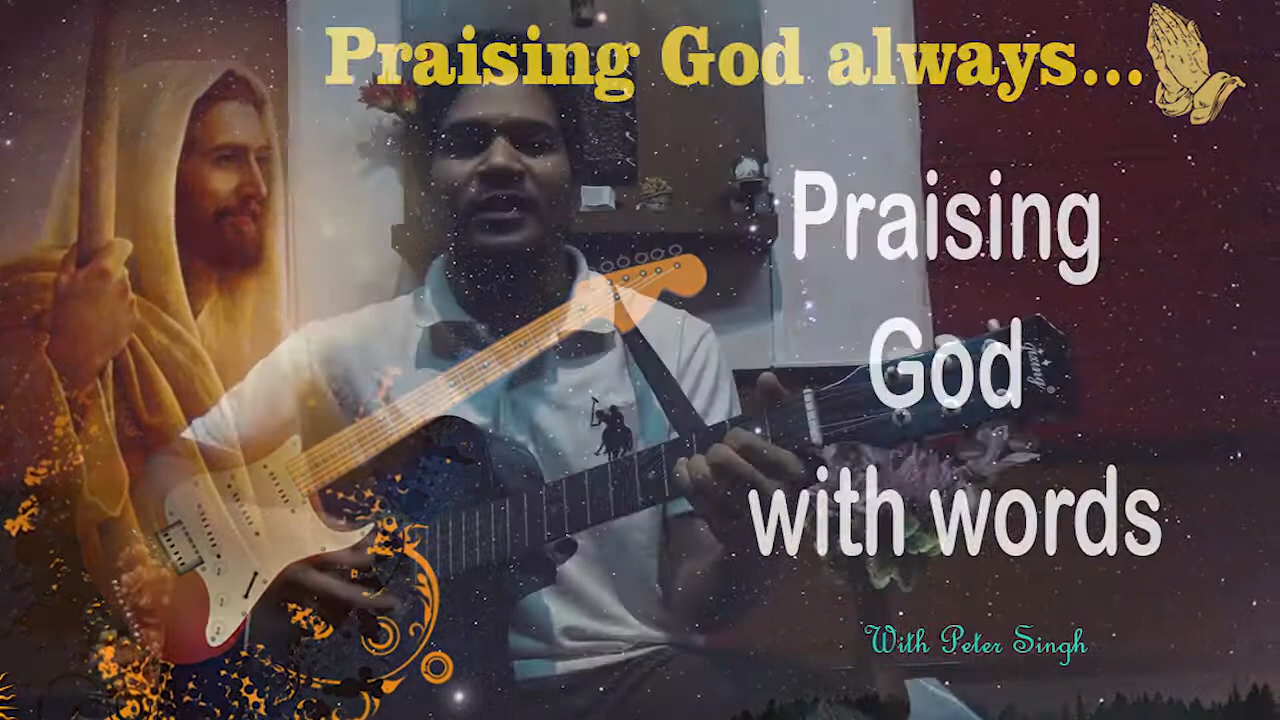 Praising God always...
Praising
God
with words
With Peter Singh